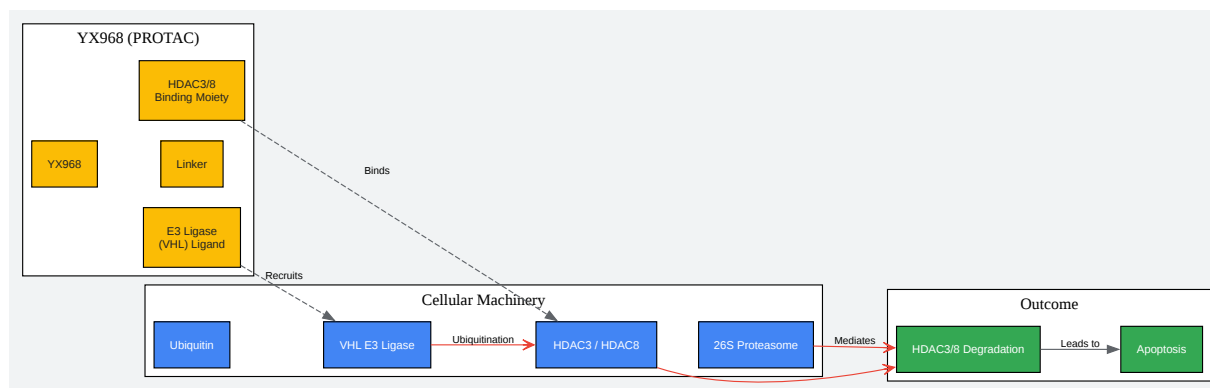 YX968 (PROTAC)
HDAC3/8
Binding Moiety
YX968
Linker
Binds
E3 Ligase
(VHL) Ligand
Recruits
Cellular Machinery
Ubiquitin
VHL E3 Ligase
Ubiquitination
HDAC3 / HDAC8
26S Proteasome
Mediates
Outcome
HDAC3/8 Degradation
Leads to
Apoptosis